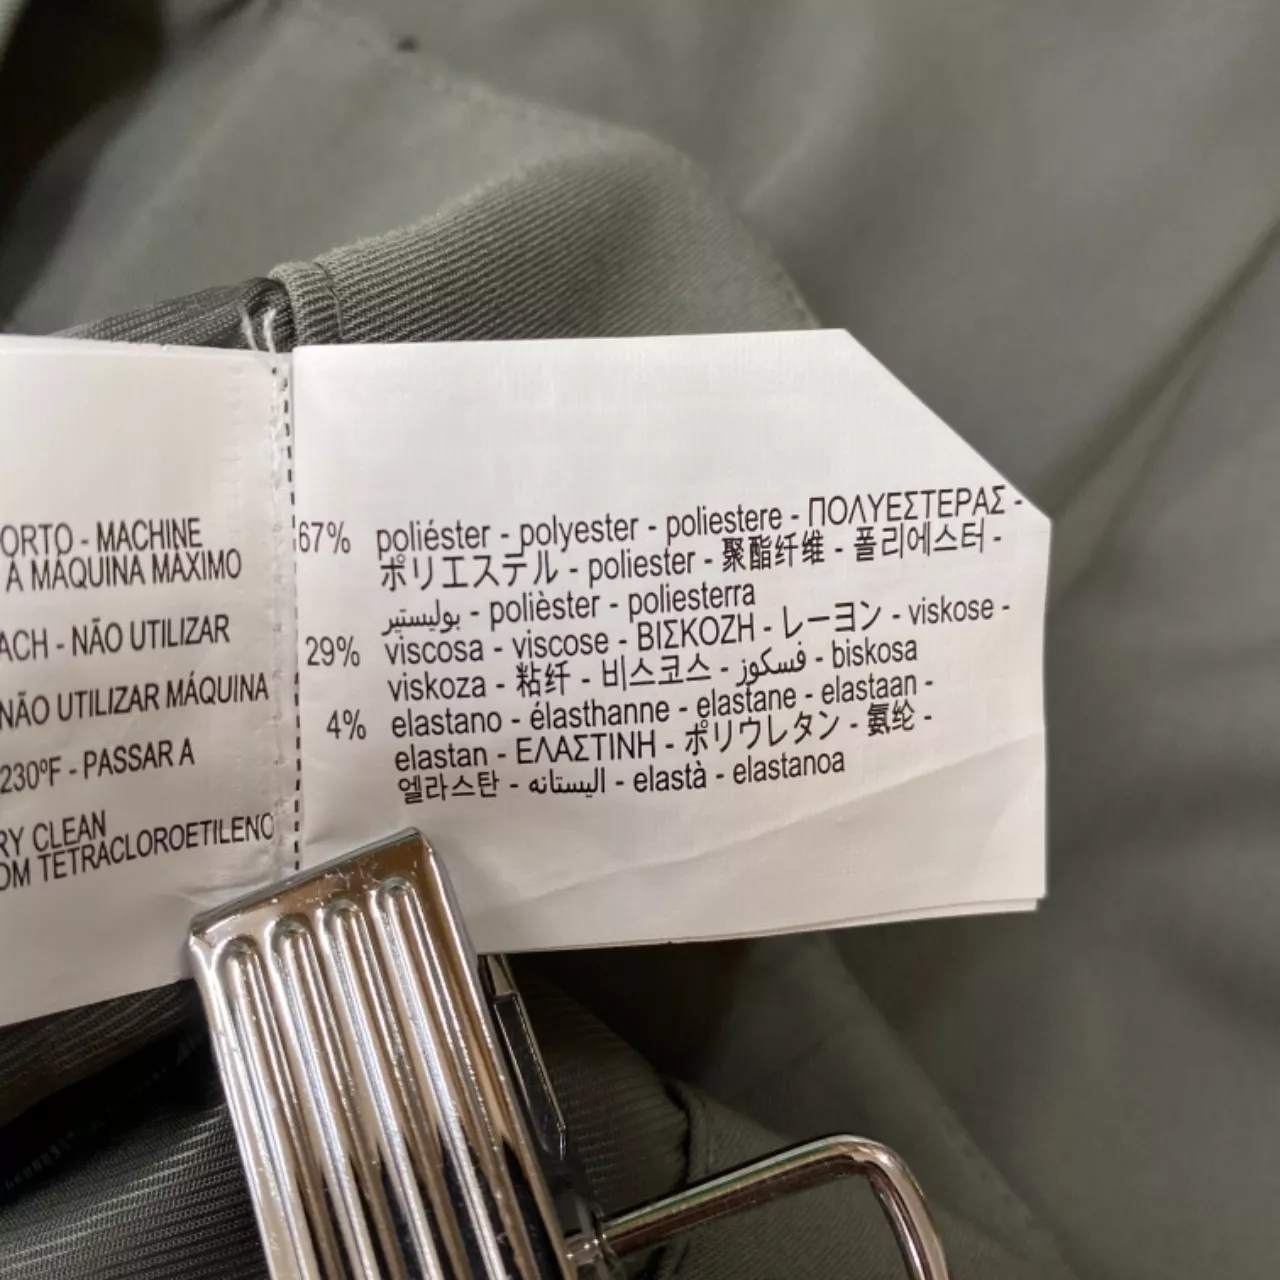 ORTO - MACHINE
A MÁQUINA MÁXIMO
ACH - NÃO UTILIZAR
NÃO UTILIZAR MÁQUINA
230ºF - PASSAR A
RY CLEAN
OM TETRACLOROETILENO
67% poliéster - polyester - poliestere - ΠΟΛΥΕΣΤΕΡΑΣ -
ポリエステル - poliester - 聚酯纤维 - 폴리에스터 -
بوليستير - polièster - poliesterra
29% viscosa - viscose - ΒΙΣΚΟΖΗ - レーヨン - viskose -
viskoza - 粘纤 - 비스코스 - فسكوز - biskosa
4% elastano - élasthanne - elastane - elastaan -
elastan - ΕΛΑΣΤΙΝΗ - ポリウレタン - 氨纶 -
엘라스탄 - اليستانه - elastà - elastanoa